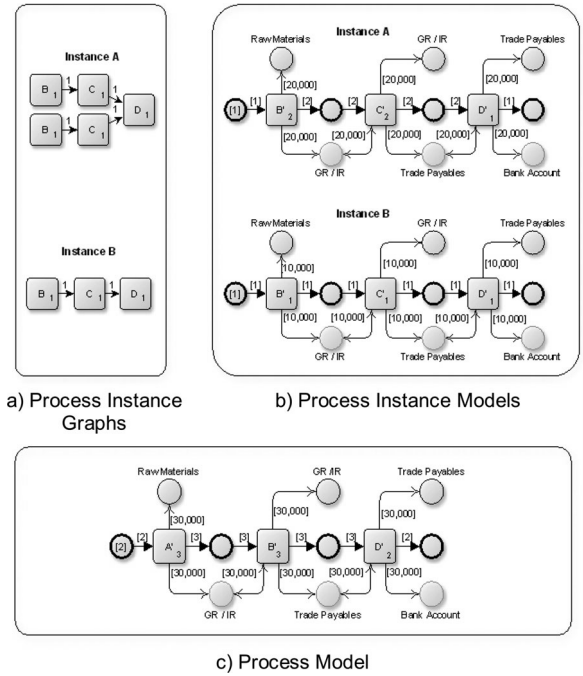 Instance A
1 1
B 1 C 1
D 1
1 1
B 1 C 1
Instance B
1 1
B 1 C 1 D 1
a) Process Instance
Graphs
Instance A
Raw Materials GR / IR Trade Payables
[20,000] [20,000] [20,000]
[1] [1] B' 2 [2] [2] C' 2 [2] [2] D' 1 [1]
[20,000] [20,000] [20,000] [20,000] [20,000]
GR / IR Trade Payables Bank Account
Instance B
Raw Materials GR / IR Trade Payables
[10,000] [10,000] [10,000]
[1] [1] B' 1 [1] [1] C' 1 [1] [1] D' 1 [1]
[10,000] [10,000] [10,000] [10,000] [10,000]
GR / IR Trade Payables Bank Account
b) Process Instance Models
Raw Materials GR /IR Trade Payables
[30,000] [30,000] [30,000]
[2] [2] A' 3 [3] [3] B' 3 [3] [3] D' 2 [2]
[30,000] [30,000] [30,000] [30,000] [30,000]
GR / IR Trade Payables Bank Account
c) Process Model